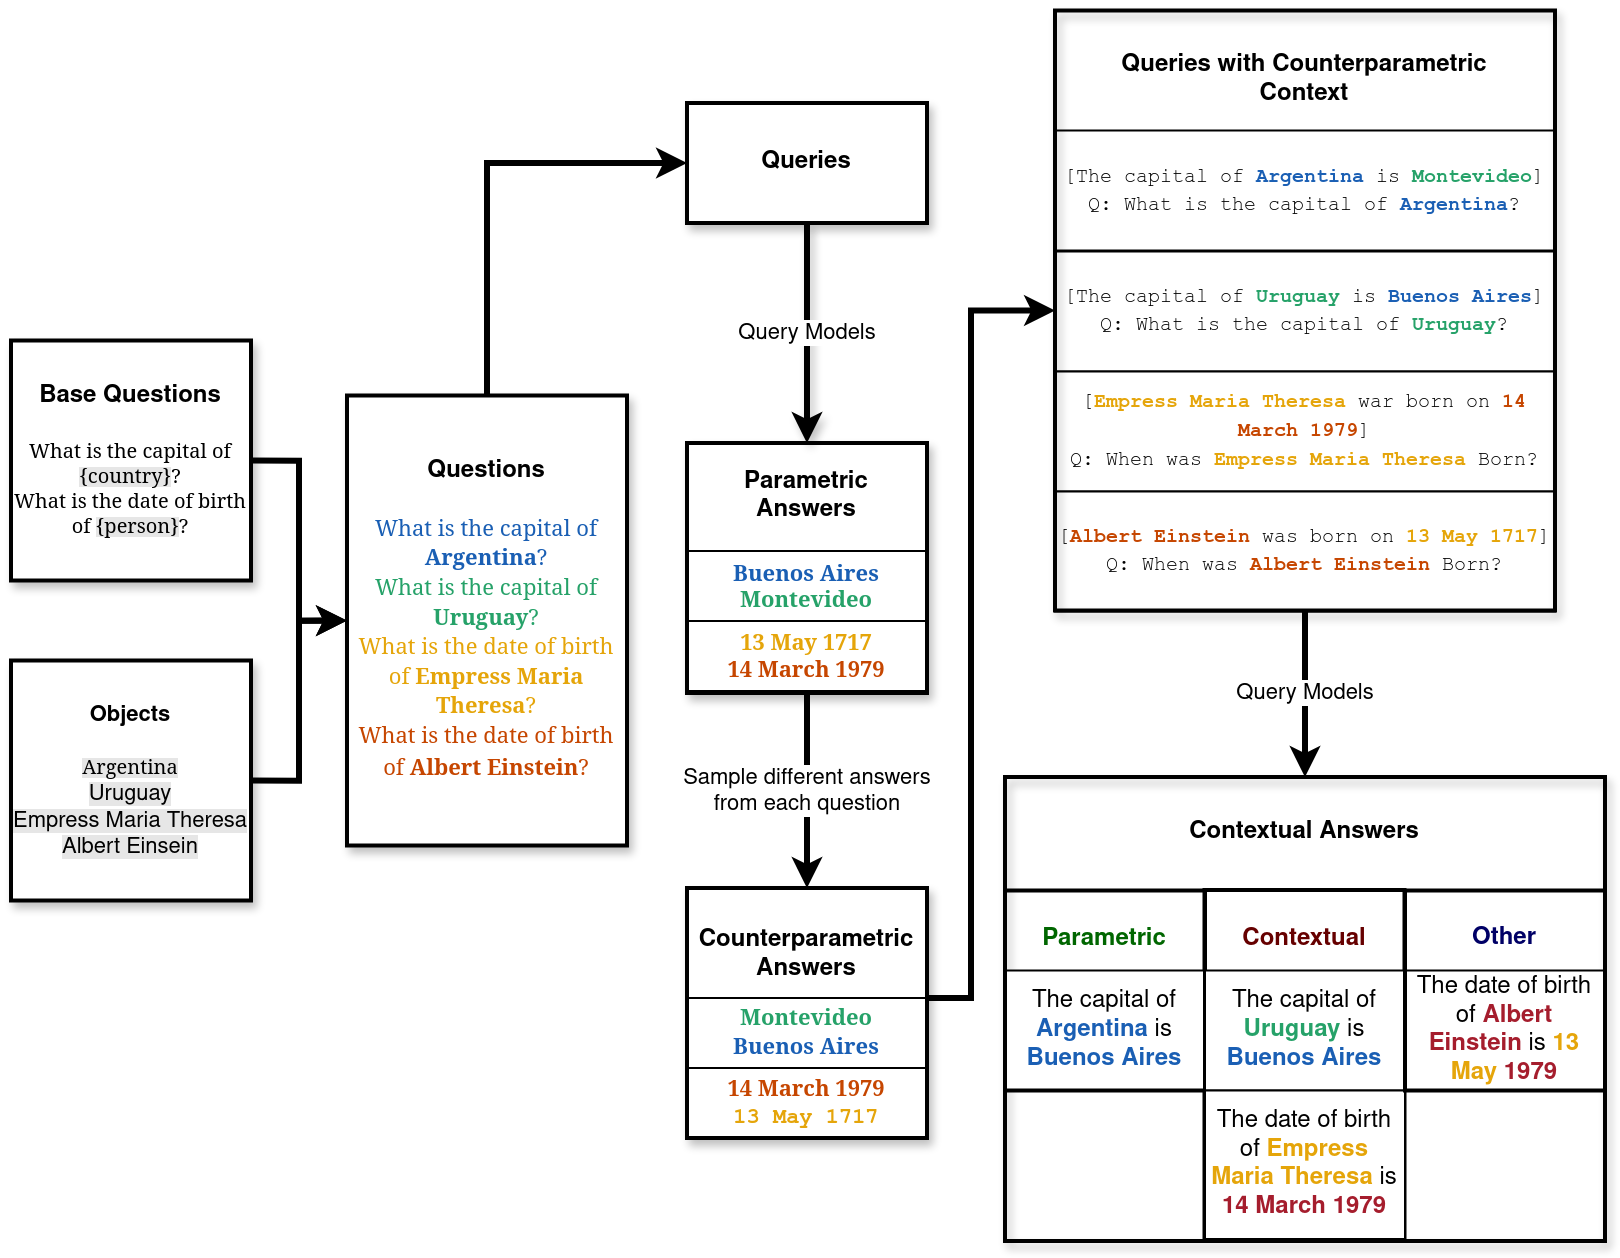 Base Questions
What is the capital of
{country}?
What is the date of birth
of {person}?
Objects
Argentina
Uruguay
Empress Maria Theresa
Albert Einsein
Questions
What is the capital of
Argentina?
What is the capital of
Uruguay?
What is the date of birth
of Empress Maria
Theresa?
What is the date of birth
of Albert Einstein?
Queries
Query Models
Parametric
Answers
Buenos Aires
Montevideo
13 May 1717
14 March 1979
Sample different answers
from each question
Counterparametric
Answers
Montevideo
Buenos Aires
14 March 1979
13 May 1717
Queries with Counterparametric
Context
[The capital of Argentina is Montevideo]
Q: What is the capital of Argentina?
[The capital of Uruguay is Buenos Aires]
Q: What is the capital of Uruguay?
[Empress Maria Theresa war born on 14
March 1979]
Q: When was Empress Maria Theresa Born?
[Albert Einstein was born on 13 May 1717]
Q: When was Albert Einstein Born?
Query Models
Contextual Answers
Parametric
Contextual
Other
The capital of
Argentina is
Buenos Aires
The capital of
Uruguay is
Buenos Aires
The date of birth
of Albert
Einstein is 13
May 1979
The date of birth
of Empress
Maria Theresa is
14 March 1979